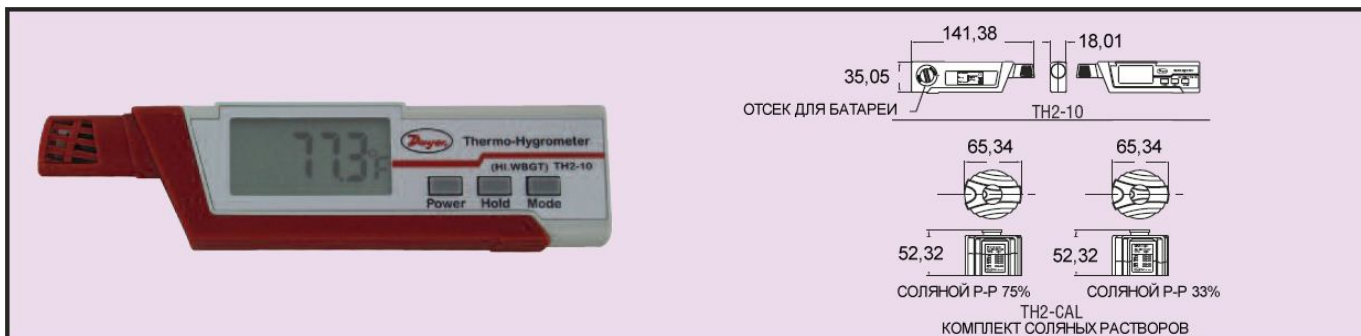 77.3°F
Dwyer
Thermo-Hygrometer
(HI.WBGT) TH2-10
Power Hold Mode
141,38
18,01
35,05
ОТСЕК ДЛЯ БАТАРЕИ
TH2-10
65,34
65,34
52,32
52,32
СОЛЯНОЙ Р-Р 75%
СОЛЯНОЙ Р-Р 33%
TH2-CAL
КОМПЛЕКТ СОЛЯНЫХ РАСТВОРОВ